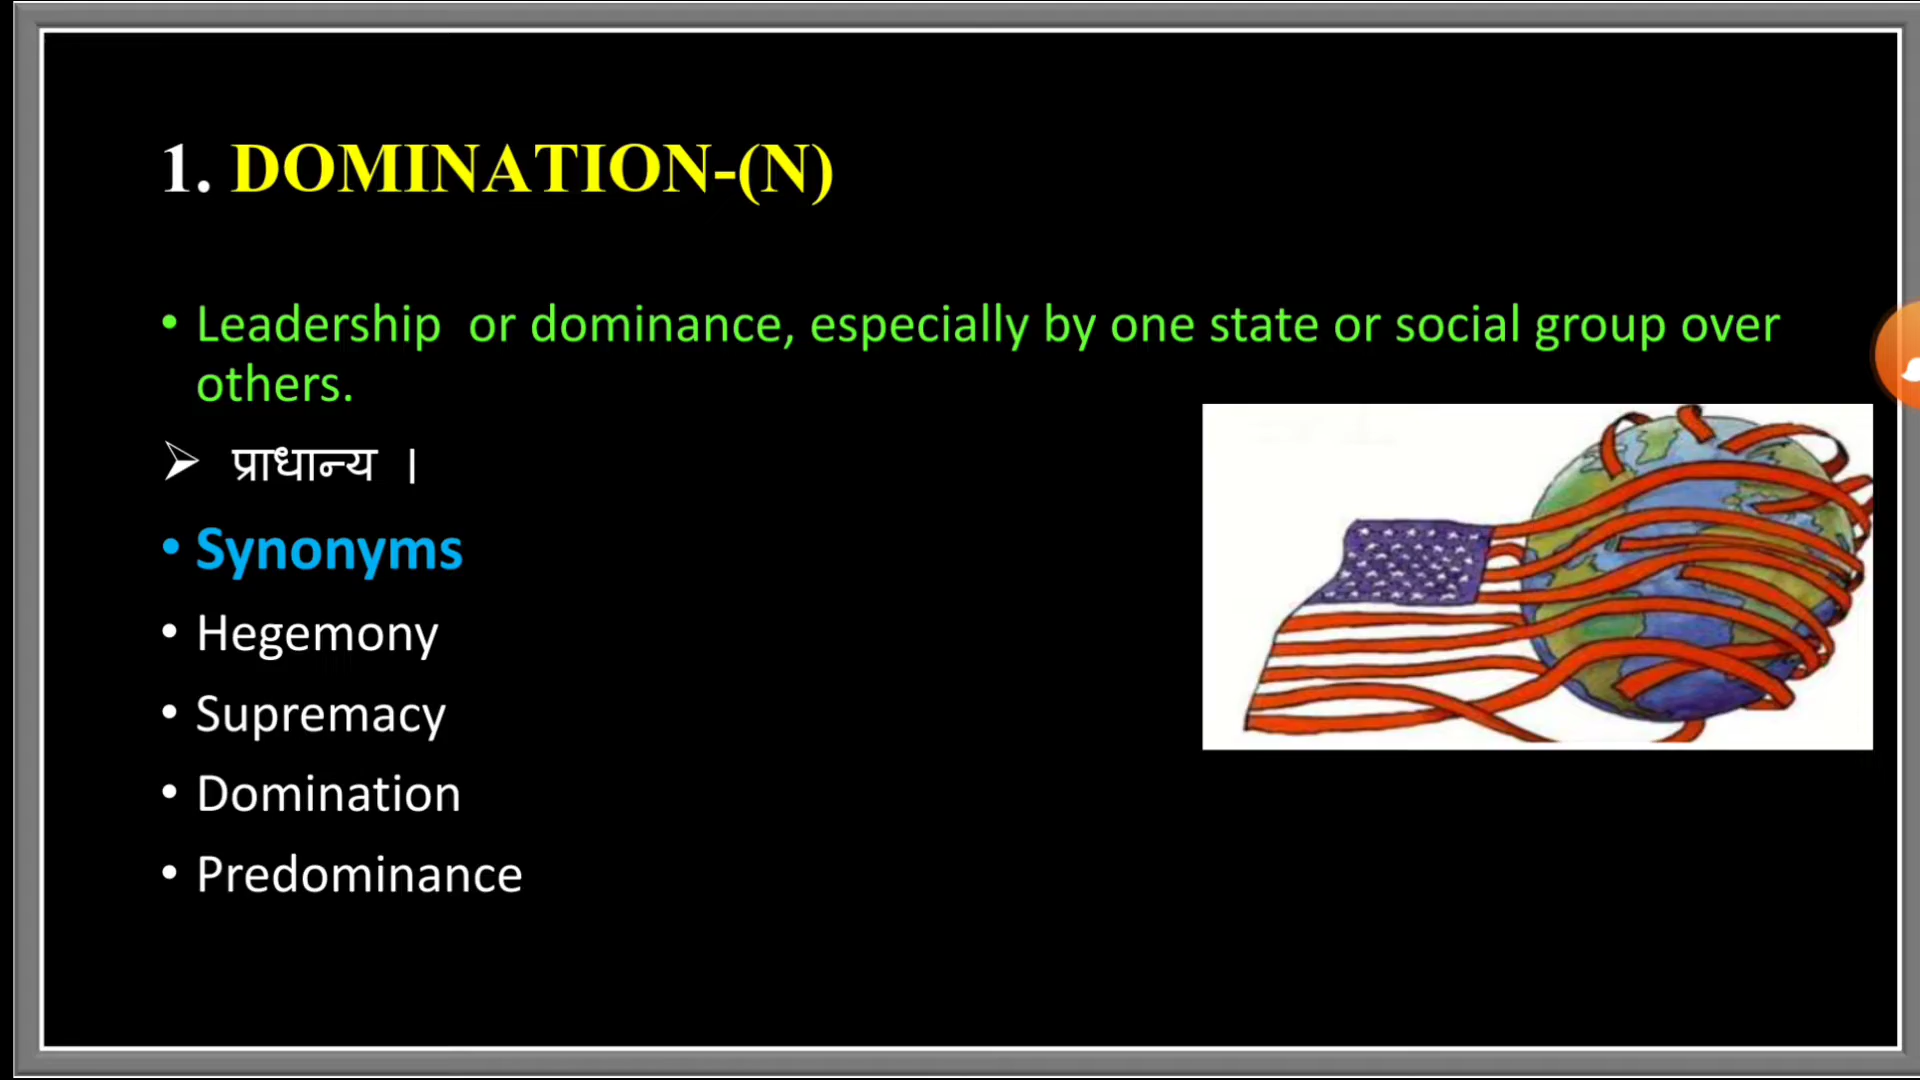 1. DOMINATION-(N)
• Leadership or dominance, especially by one state or social group over
others.
➢ प्राधान्य ।
• Synonyms
• Hegemony
• Supremacy
• Domination
• Predominance